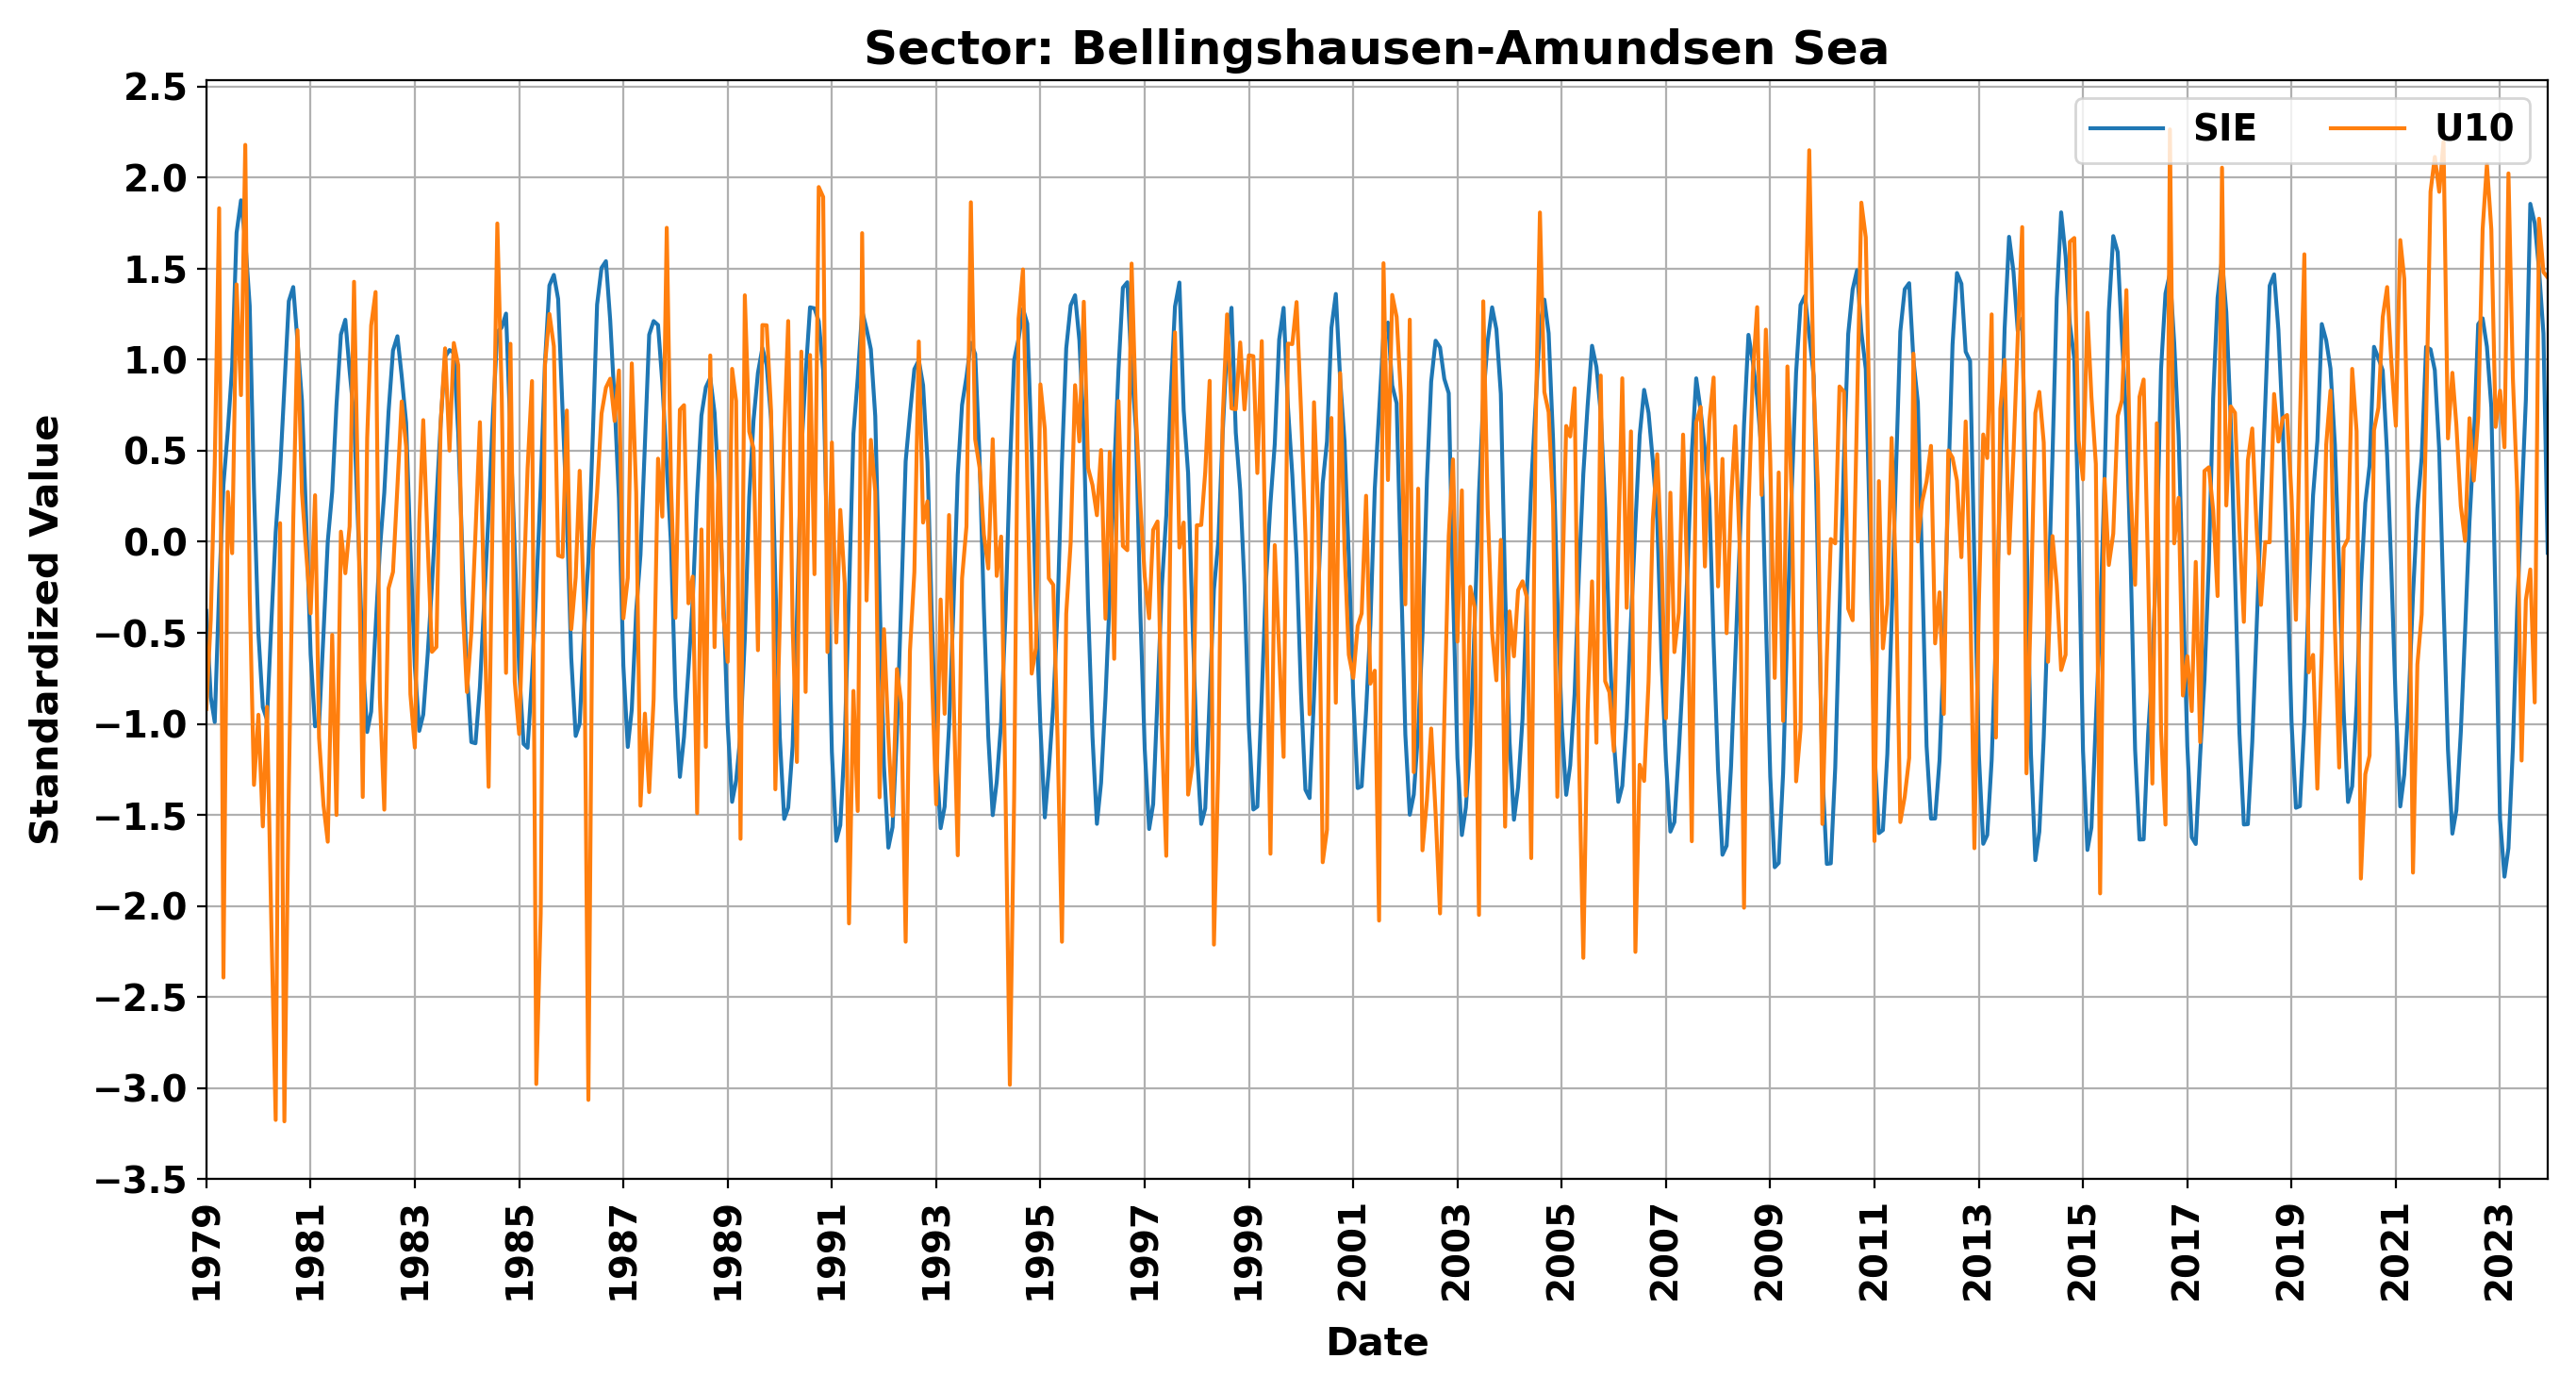 Sector: Bellingshausen-Amundsen Sea
SIE U10
Standardized Value
2.5
2.0
1.5
1.0
0.5
0.0
−0.5
−1.0
−1.5
−2.0
−2.5
−3.0
−3.5
1979 1981 1983 1985 1987 1989 1991 1993 1995 1997 1999 2001 2003 2005 2007 2009 2011 2013 2015 2017 2019 2021 2023
Date